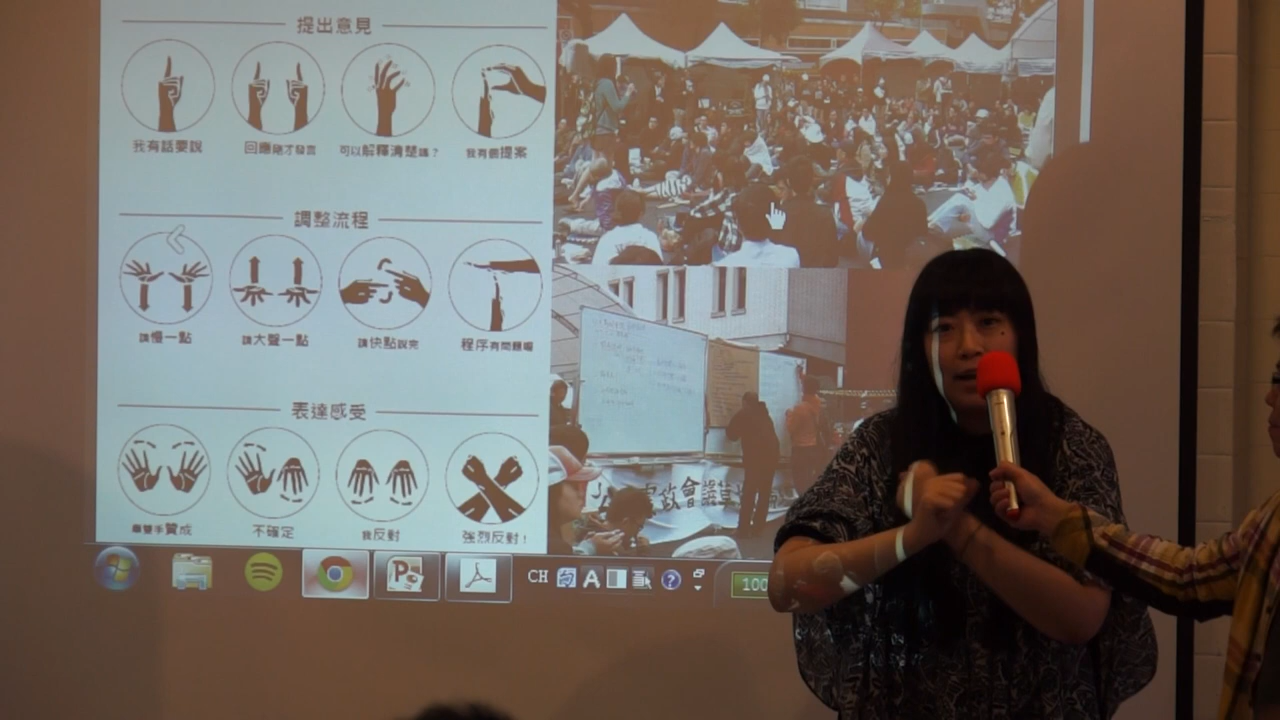 提出意見
我有話要說
回應剛才發言
可以解釋清楚嗎?
我有個提案
調整流程
請慢一點
請大聲一點
請快點說完
程序有問題喔
表達感受
舉雙手贊成
不確定
我反對
強烈反對!
CH
A
?
100